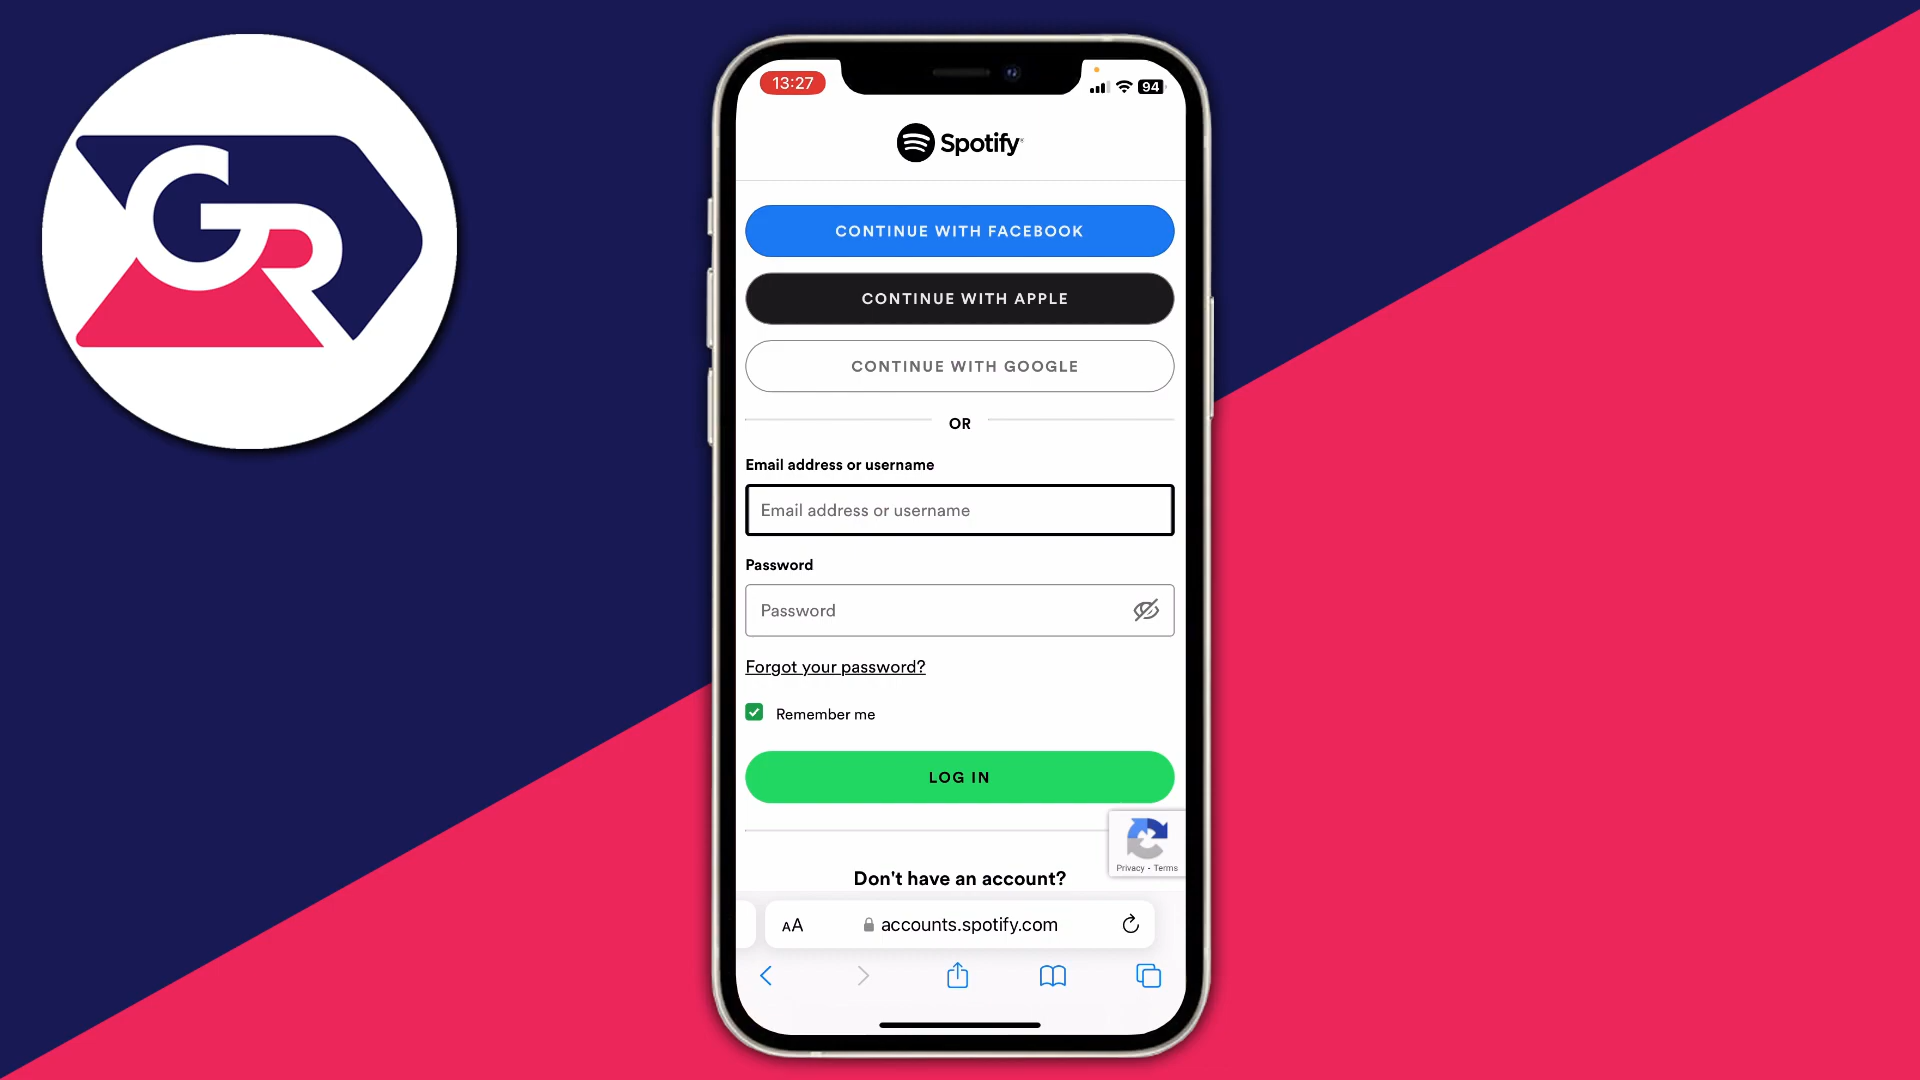 GR
13:27
94
Spotify
CONTINUE WITH FACEBOOK
CONTINUE WITH APPLE
CONTINUE WITH GOOGLE
OR
Email address or username
Email address or username
Password
Password
Forgot your password?
Remember me
LOG IN
Privacy - Terms
Don't have an account?
AA
accounts.spotify.com